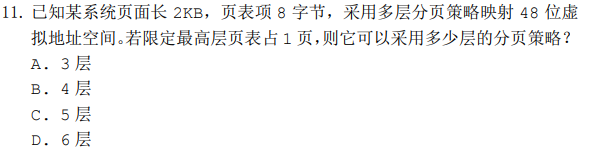 11. 已知某系统页面长 2KB，页表项 8 字节，采用多层分页策略映射 48 位虚
拟地址空间。若限定最高层页表占 1 页，则它可以采用多少层的分页策略？
A. 3 层
B. 4 层
C. 5 层
D. 6 层